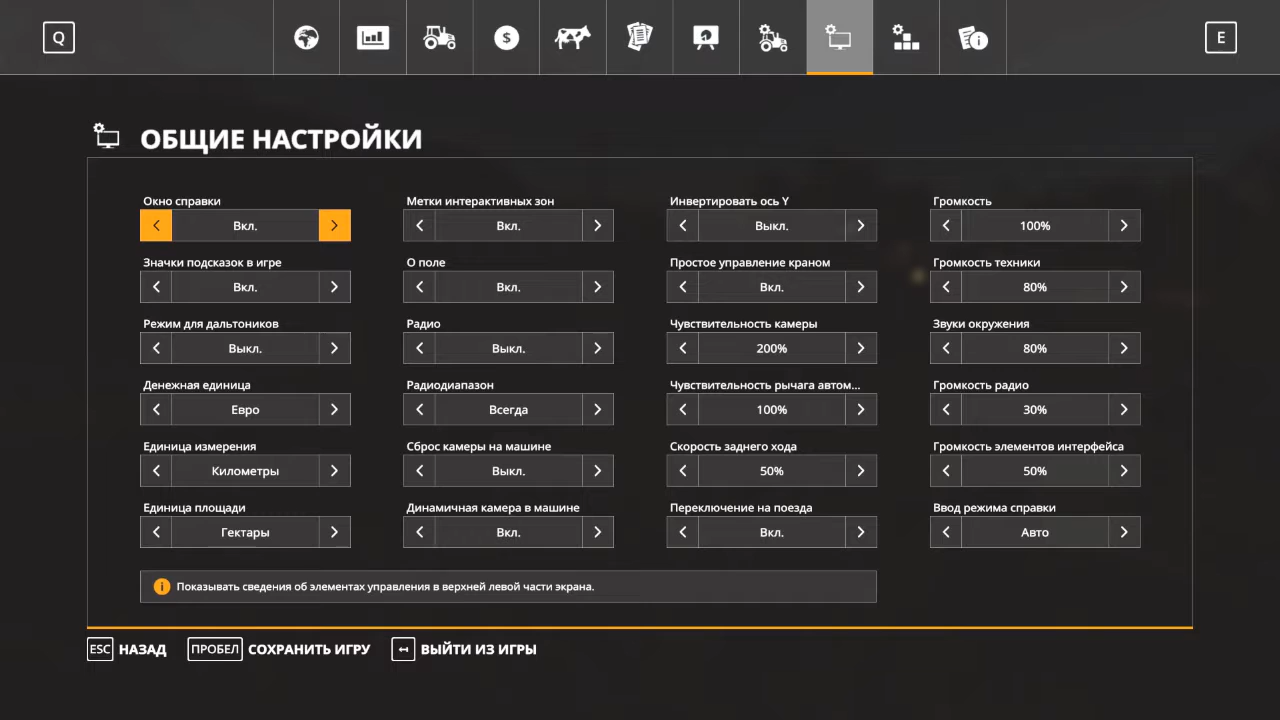 Q
$
E
ОБЩИЕ НАСТРОЙКИ
Окно справки
Вкл.
Значки подсказок в игре
Вкл.
Режим для дальтоников
Выкл.
Денежная единица
Евро
Единица измерения
Километры
Единица площади
Гектары
Метки интерактивных зон
Вкл.
О поле
Вкл.
Радио
Выкл.
Радиодиапазон
Всегда
Сброс камеры на машине
Выкл.
Динамичная камера в машине
Вкл.
Инвертировать ось Y
Выкл.
Простое управление краном
Вкл.
Чувствительность камеры
200%
Чувствительность рычага автом...
100%
Скорость заднего хода
50%
Переключение на поезда
Вкл.
Громкость
100%
Громкость техники
80%
Звуки окружения
80%
Громкость радио
30%
Громкость элементов интерфейса
50%
Ввод режима справки
Авто
Показывать сведения об элементах управления в верхней левой части экрана.
ESC НАЗАД ПРОБЕЛ СОХРАНИТЬ ИГРУ ВЫЙТИ ИЗ ИГРЫ